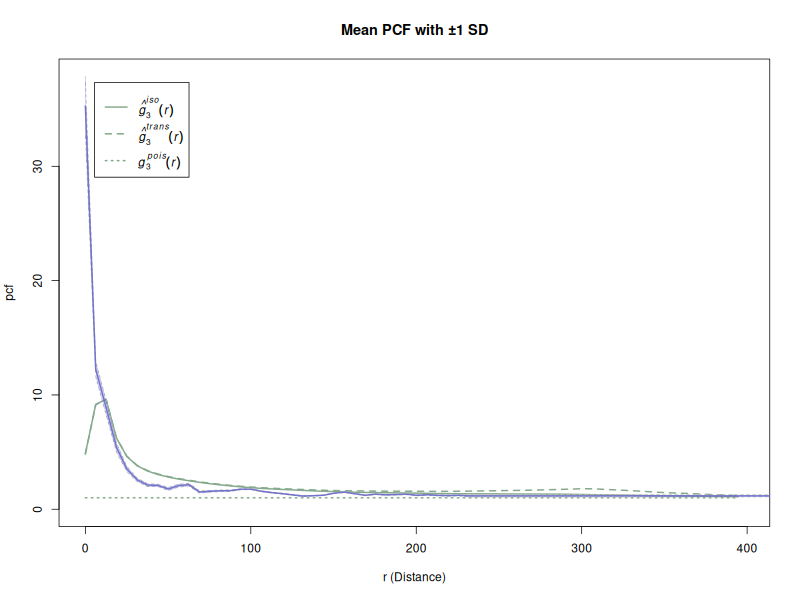 Mean PCF with ±1 SD
ĝ₃ⁱˢᵒ(r)
ĝ₃ᵗʳᵃⁿˢ(r)
g₃ᵖᵒⁱˢ(r)
pcf
30
20
10
0
0 100 200 300 400
r (Distance)